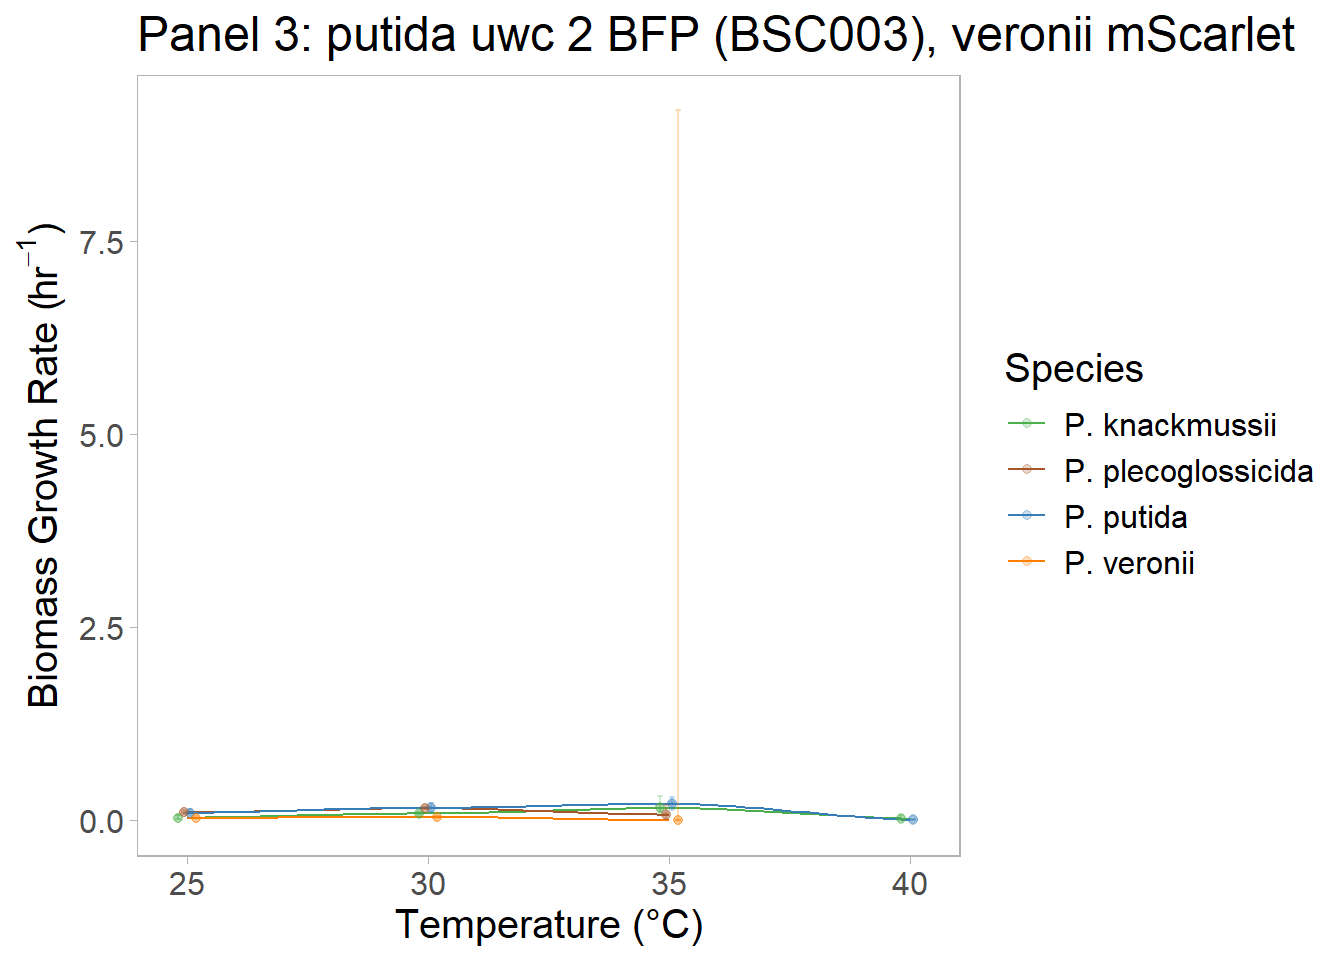 Panel 3: putida uwc 2 BFP (BSC003), veronii mScarlet
Biomass Growth Rate (hr⁻¹)
7.5
5.0
2.5
0.0
25 30 35 40
Temperature (°C)
Species
P. knackmussii
P. plecoglossicida
P. putida
P. veronii